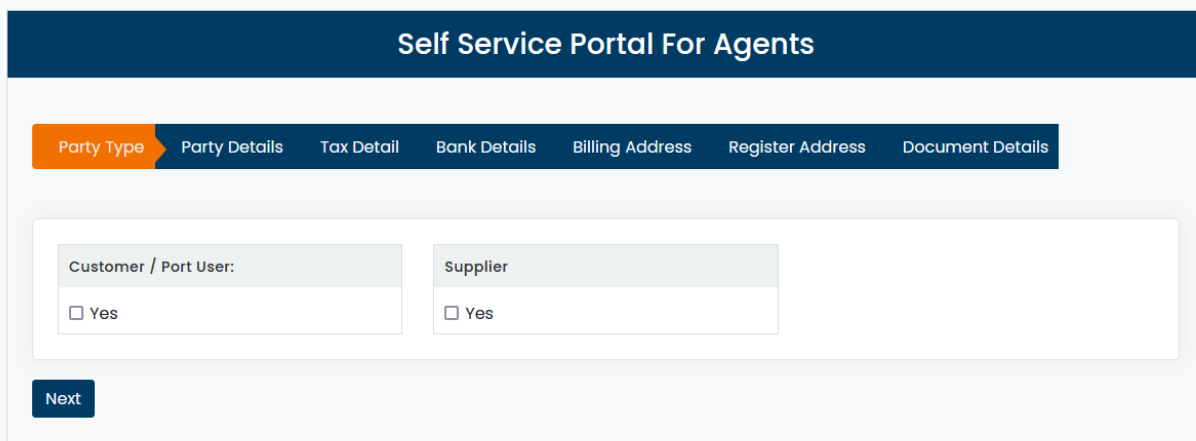 Self Service Portal For Agents
Party Type Party Details Tax Detail Bank Details Billing Address Register Address Document Details
Customer / Port User: Supplier
Yes Yes
Next